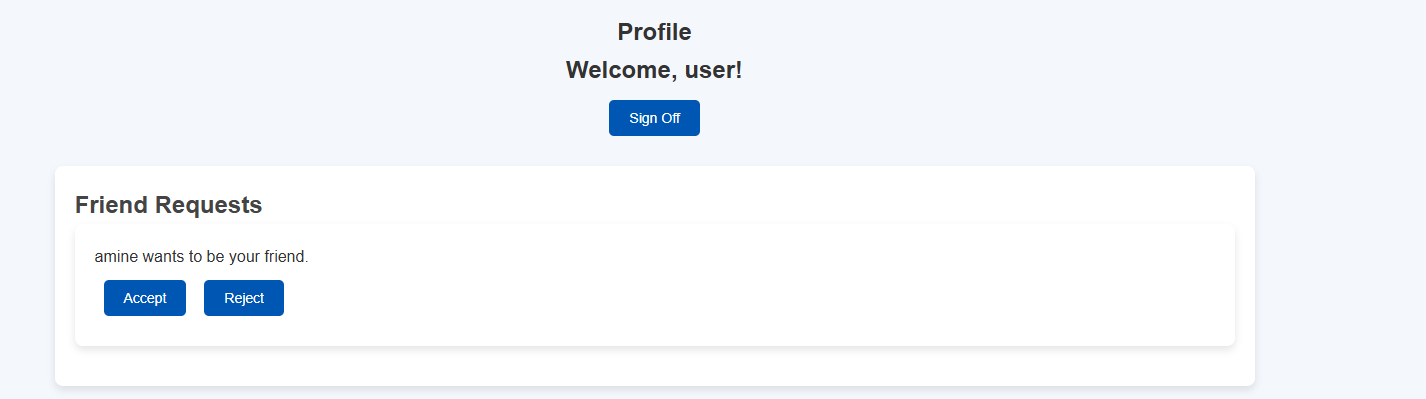 Profile
Welcome, user!
Sign Off
Friend Requests
amine wants to be your friend.
Accept Reject